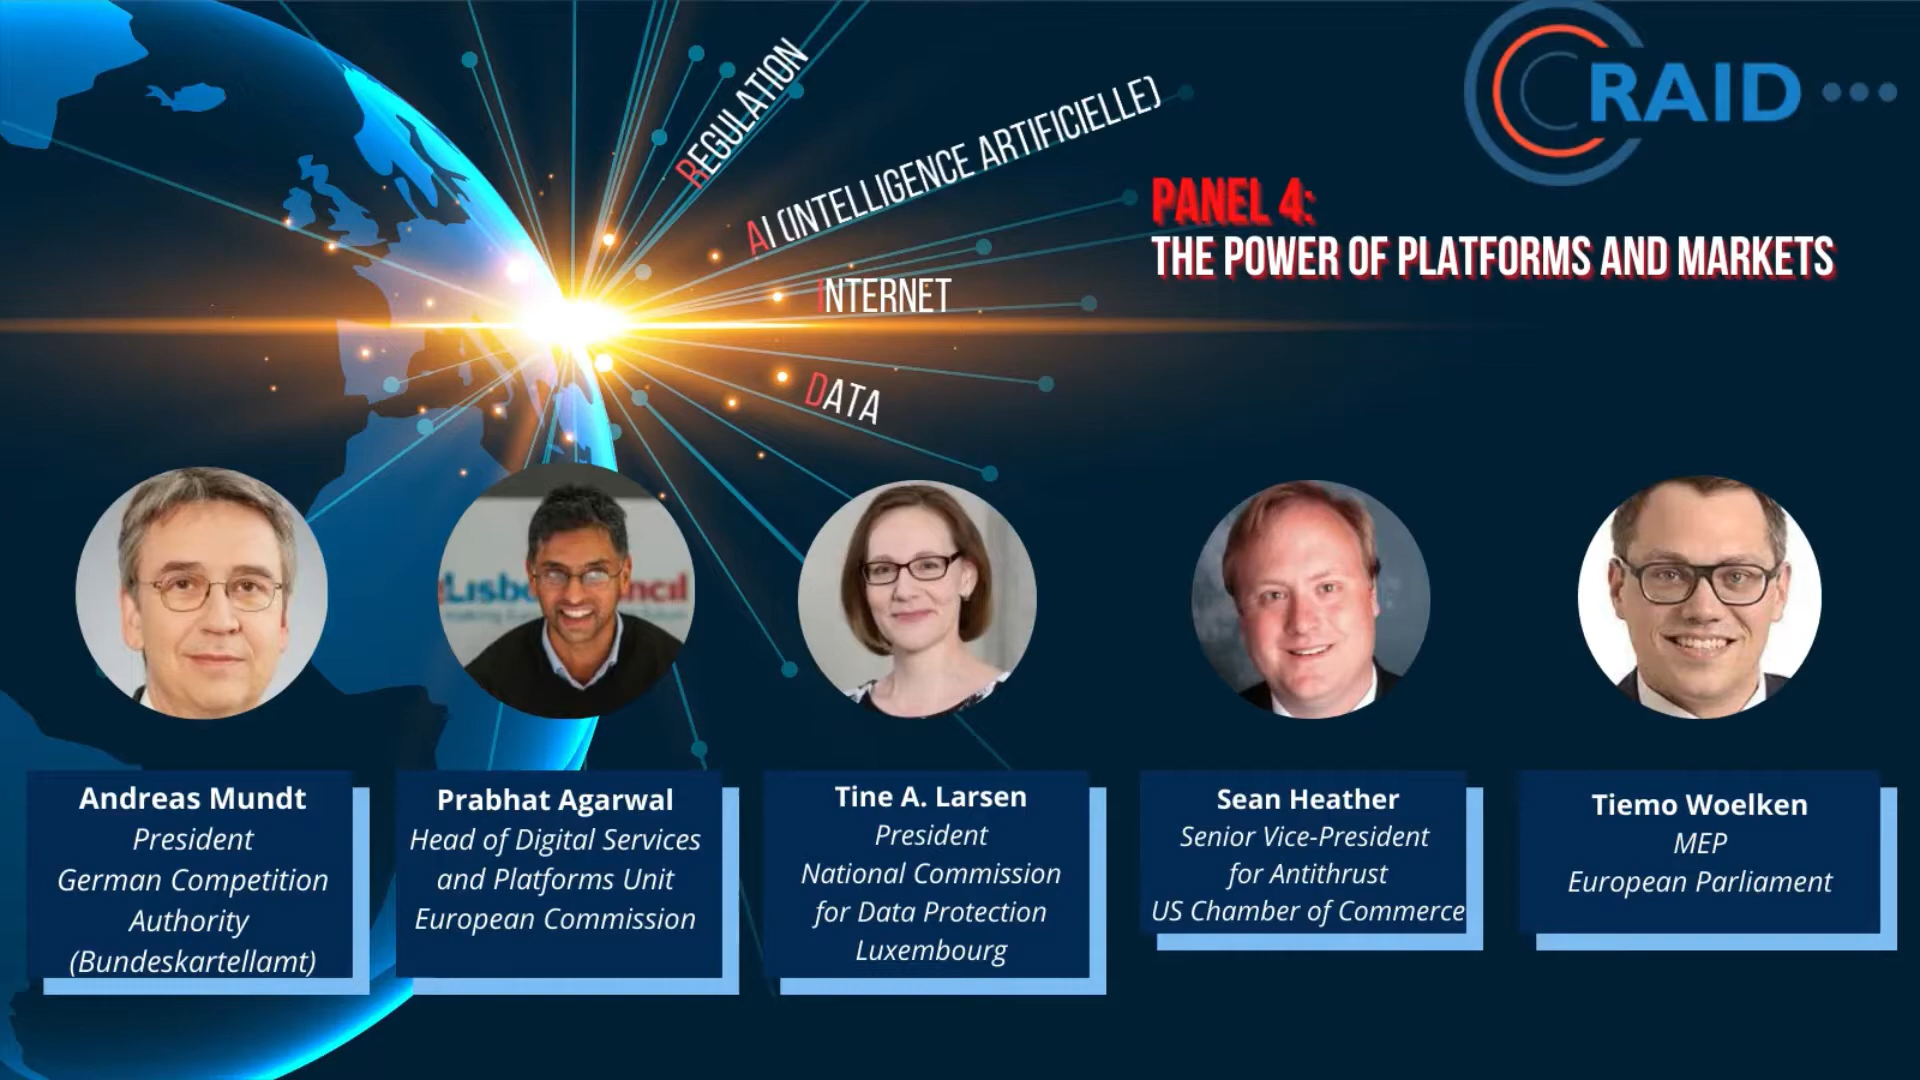 REGULATION
AI (INTELLIGENCE ARTIFICIELLE)
INTERNET
DATA
RAID
PANEL 4:
THE POWER OF PLATFORMS AND MARKETS
Andreas Mundt
President
German Competition
Authority
(Bundeskartellamt)
Prabhat Agarwal
Head of Digital Services
and Platforms Unit
European Commission
Tine A. Larsen
President
National Commission
for Data Protection
Luxembourg
Sean Heather
Senior Vice-President
for Antithrust
US Chamber of Commerce
Tiemo Woelken
MEP
European Parliament